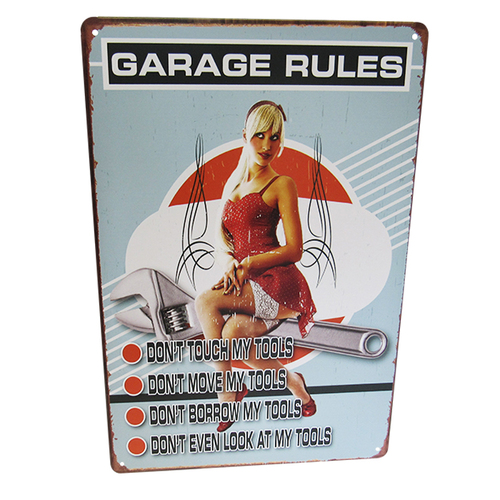 GARAGE RULES
DON'T TOUCH MY TOOLS
DON'T MOVE MY TOOLS
DON'T BORROW MY TOOLS
DON'T EVEN LOOK AT MY TOOLS